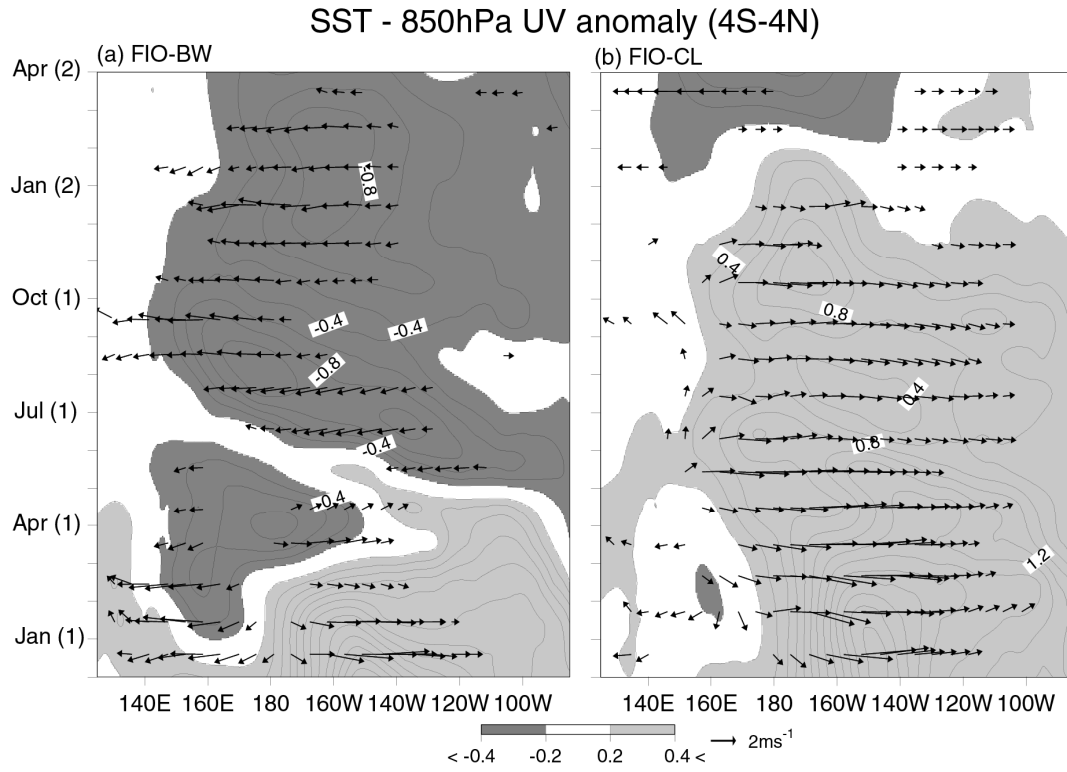 SST - 850hPa UV anomaly (4S-4N)
(a) FIO-BW
(b) FIO-CL
Apr (2)
Jan (2)
Oct (1)
Jul (1)
Apr (1)
Jan (1)
-0.8
-0.4
-0.4
-0.8
-0.4
-0.4
0.4
0.8
0.4
0.8
1.2
140E 160E 180 160W 140W 120W 100W
140E 160E 180 160W 140W 120W 100W
< -0.4 -0.2 0.2 0.4 <
2ms-1